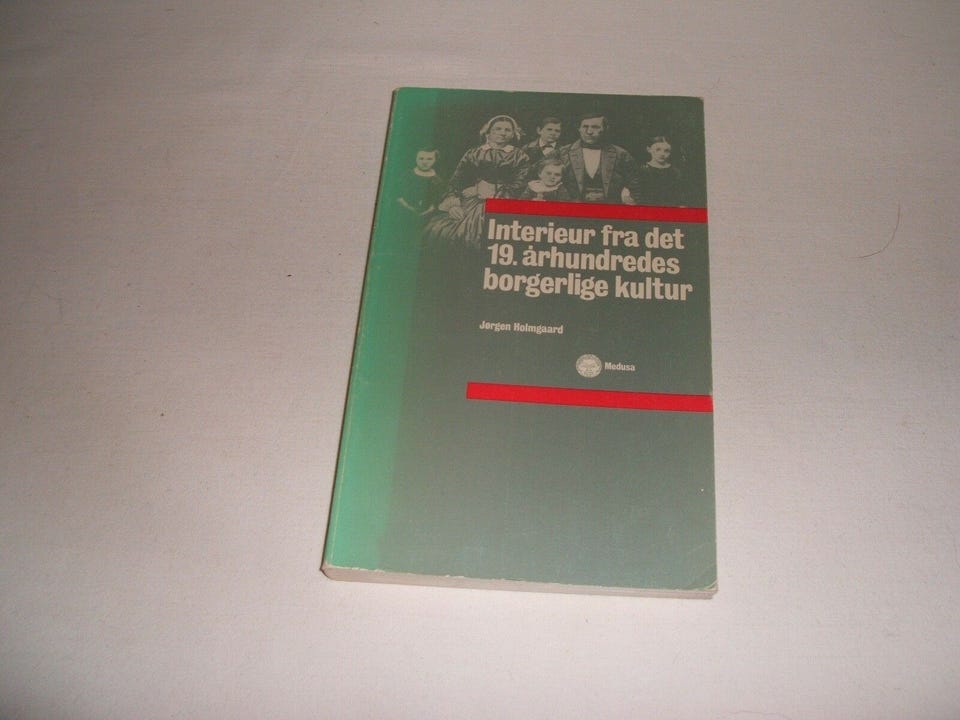 Interieur fra det
19. århundredes
borgerlige kultur
Jørgen Holmgaard
Medusa